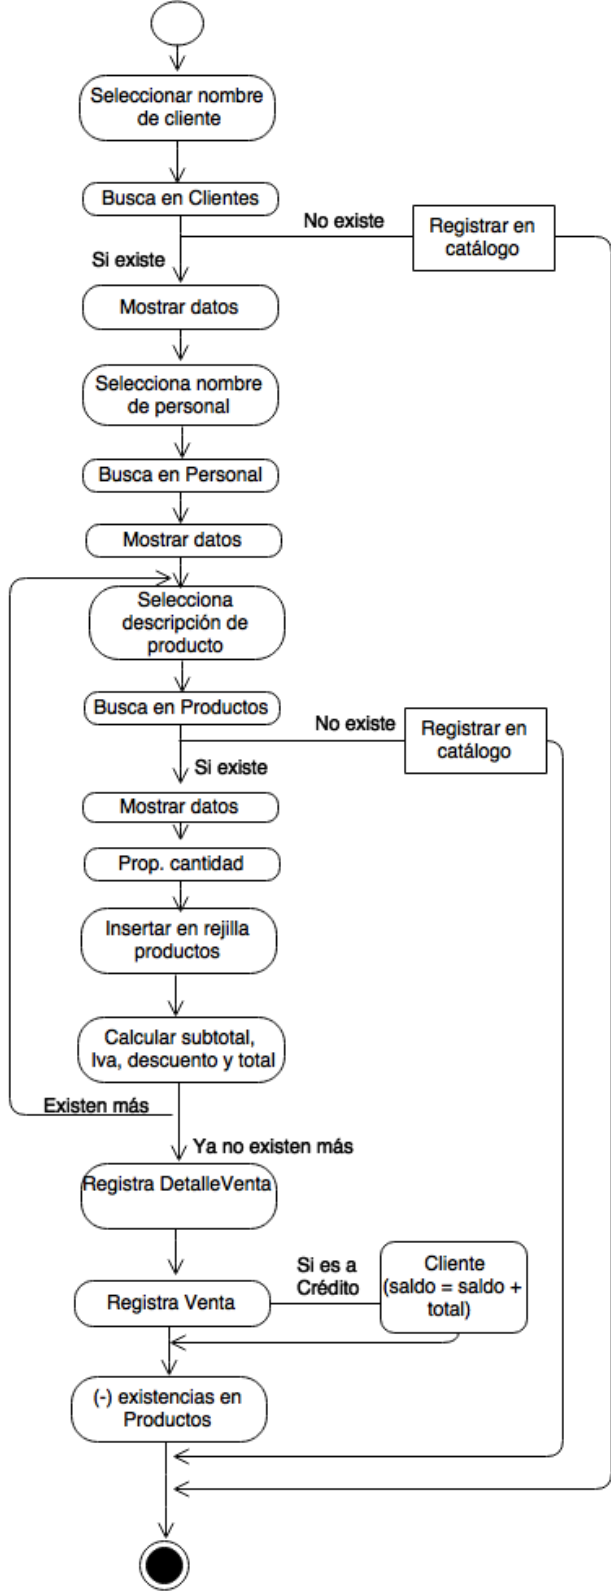 Seleccionar nombre
de cliente
Busca en Clientes
No existe
Registrar en
catálogo
Si existe
Mostrar datos
Selecciona nombre
de personal
Busca en Personal
Mostrar datos
Selecciona
descripción de
producto
Busca en Productos
No existe
Registrar en
catálogo
Si existe
Mostrar datos
Prop. cantidad
Insertar en rejilla
productos
Calcular subtotal,
Iva, descuento y total
Existen más
Ya no existen más
Registra DetalleVenta
Si es a
Crédito
Cliente
(saldo = saldo +
total)
Registra Venta
(-) existencias en
Productos